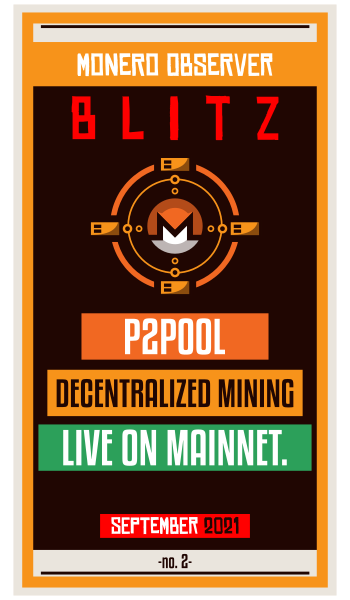 MONERO OBSERVER
BLITZ
P2POOL
DECENTRALIZED MINING
LIVE ON MAINNET.
SEPTEMBER 2021
-no. 2-